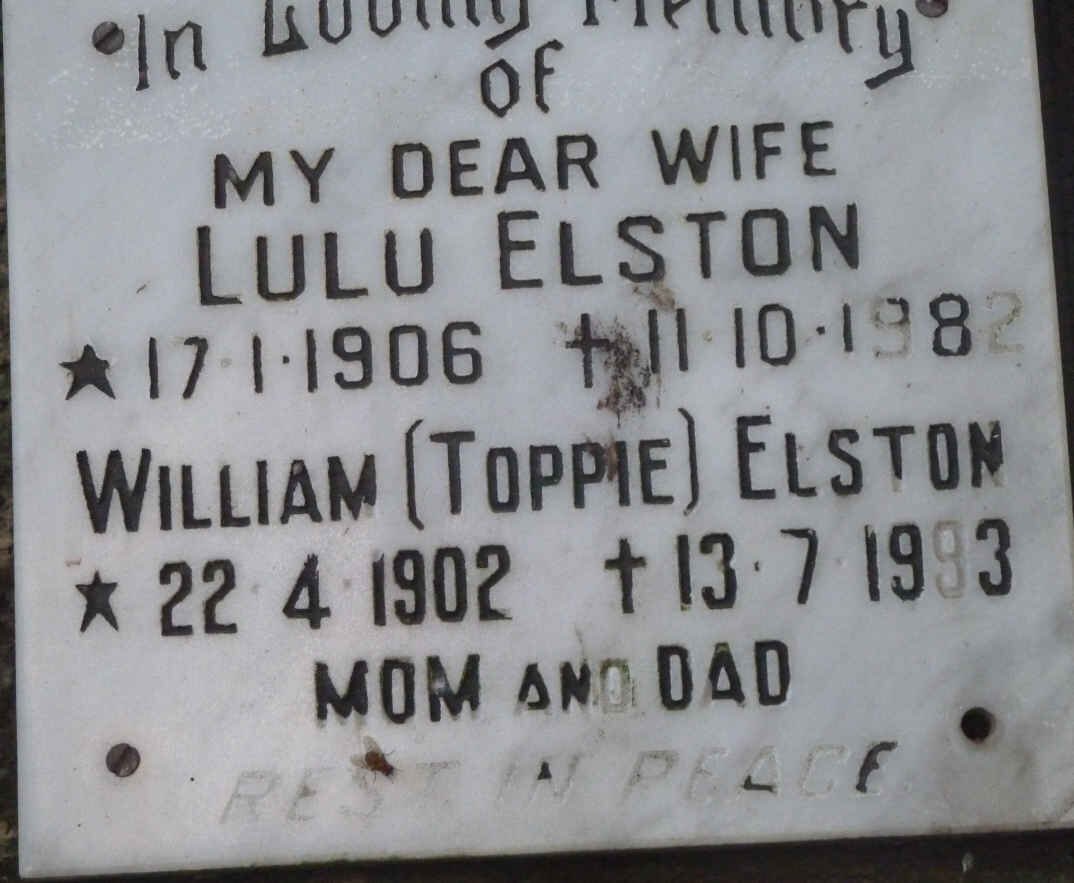 In Loving Memory
of
MY DEAR WIFE
LULU ELSTON
★ 17·1·1906 † 11·10·1982
WILLIAM (TOPPIE) ELSTON
★ 22·4·1902 † 13·7·1993
MOM AND DAD
REST IN PEACE.